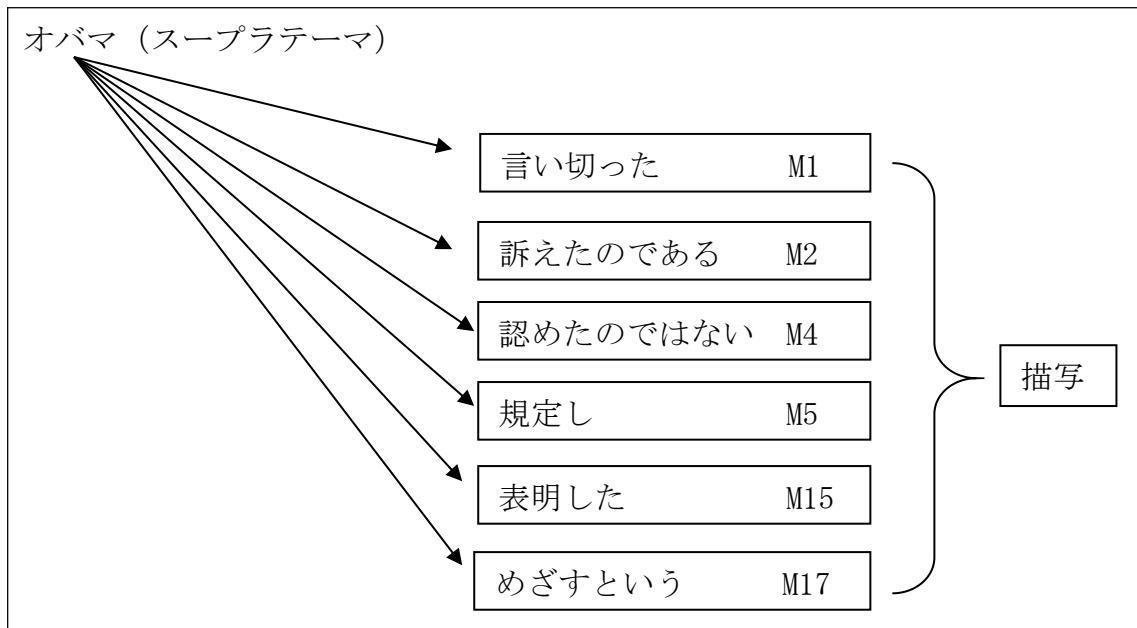 オバマ（スープラテーマ）
言い切った M1
訴えたのである M2
認めたのではない M4
規定し M5
表明した M15
めざすという M17
描写